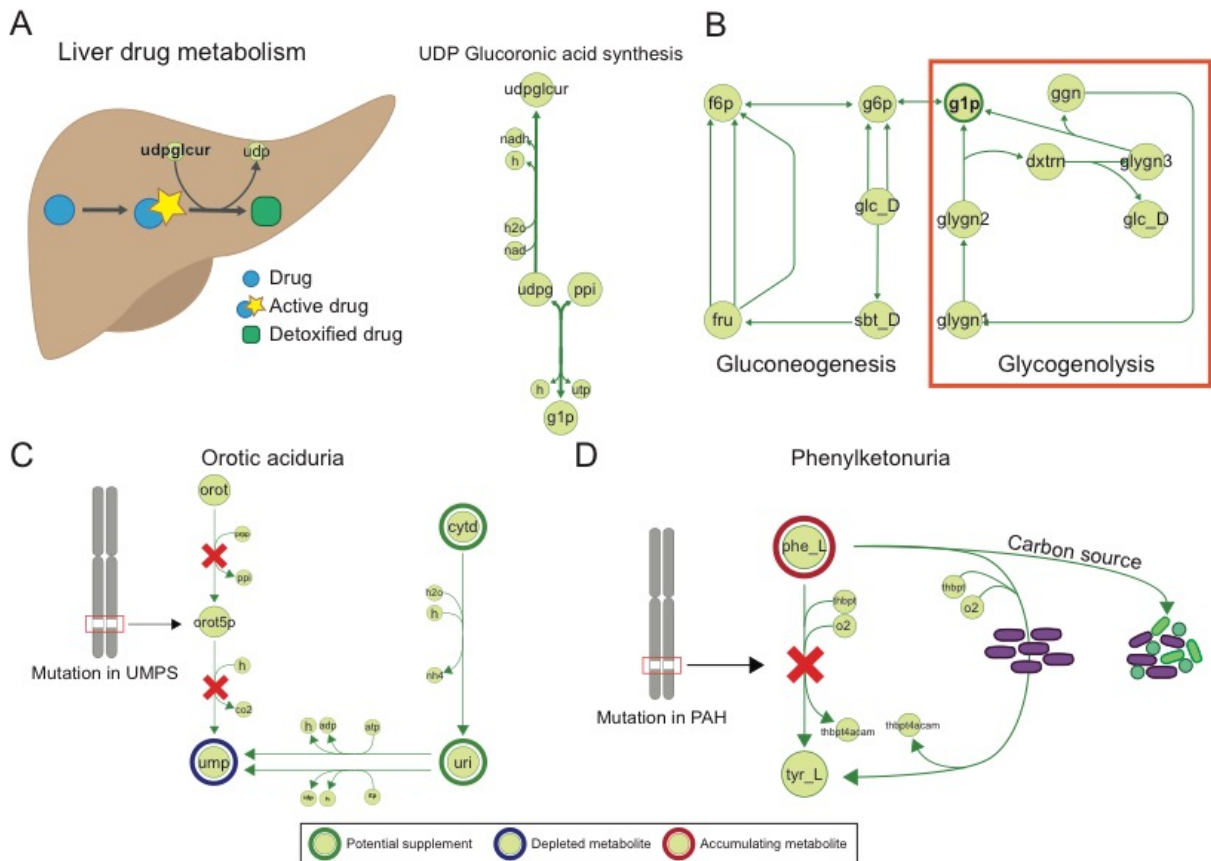 A
Liver drug metabolism
udpglcur
udp
Drug
Active drug
Detoxified drug
UDP Glucoronic acid synthesis
udpglcur
nadh
h
h2o
nad
udpg
ppi
h
utp
g1p
B
f6p
g6p
g1p
ggn
dxtrn
glygn3
glc_D
glygn2
glc_D
fru
sbt_D
glygn1
Gluconeogenesis
Glycogenolysis
C
Orotic aciduria
orot
ppi
orot5p
Mutation in UMPS
h
co2
ump
cytd
h2o
h
nh4
h
adp
atp
h
uri
D
Phenylketonuria
phe_L
Carbon source
thbpt
o2
thbpt
o2
Mutation in PAH
thbpt4acam
thbpt4acam
tyr_L
Potential supplement
Depleted metabolite
Accumulating metabolite